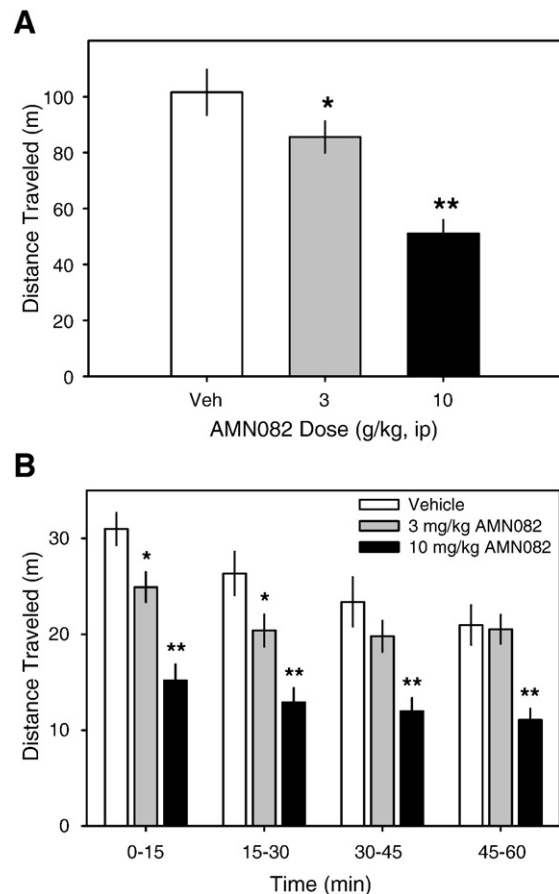 A
Distance Traveled (m)
100
80
60
40
20
0
*
**
Veh 3 10
AMN082 Dose (g/kg, ip)
B
Distance Traveled (m)
30
20
10
0
Vehicle
3 mg/kg AMN082
10 mg/kg AMN082
* ** * ** ** **
0-15 15-30 30-45 45-60
Time (min)